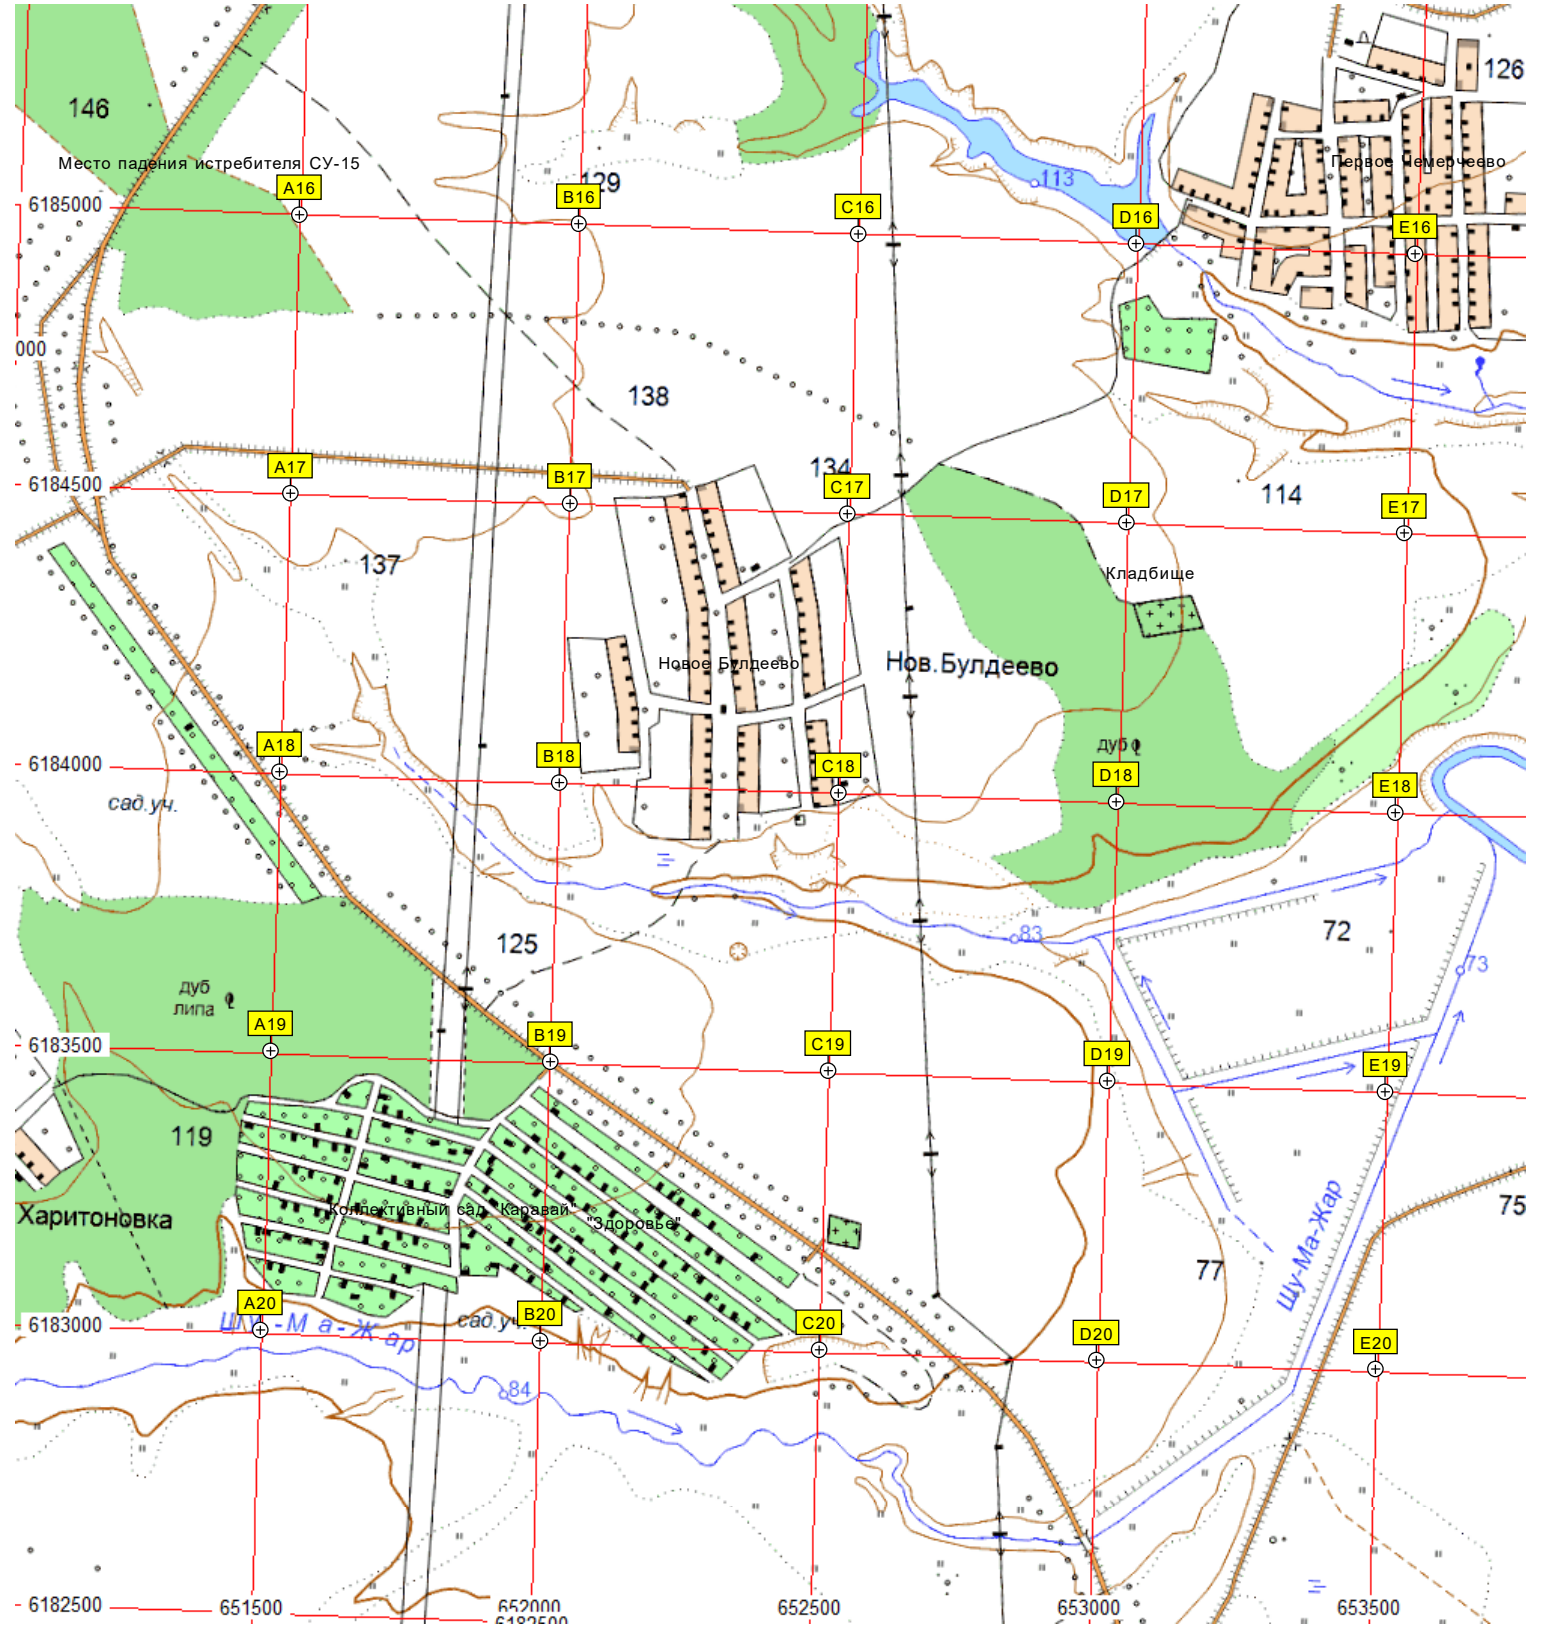 126
146
Место падения истребителя СУ-15
Первое Чемерчеево
113
129
A16
B16
C16
D16
E16
6185000
000
138
134
A17
B17
C17
D17
E17
6184500
114
137
Кладбище
Новое Булдеево
Нов.Булдеево
дуб
A18
B18
C18
D18
E18
6184000
сад.уч.
125
72
83
73
дуб
липа
A19
B19
C19
D19
E19
6183500
119
Харитоновка
Коллективный сад "Каравай"
"Здоровье"
Шу-Ма-Жар
75
77
A20
B20
C20
D20
E20
6183000
Шу-Ма-Жар
сад.уч.
84
6182500
651500
652000
652500
653000
653500
6182500